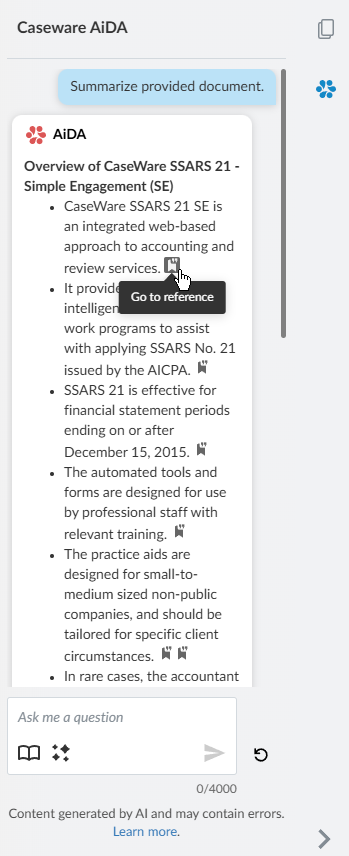 Caseware AiDA
Summarize provided document.
AiDA
Overview of CaseWare SSARS 21 -
Simple Engagement (SE)
• CaseWare SSARS 21 SE is
an integrated web-based
approach to accounting and
review services.
Go to reference
• It provide
intelligen
work programs to assist
with applying SSARS No. 21
issued by the AICPA.
• SSARS 21 is effective for
financial statement periods
ending on or after
December 15, 2015.
• The automated tools and
forms are designed for use
by professional staff with
relevant training.
• The practice aids are
designed for small-to-
medium sized non-public
companies, and should be
tailored for specific client
circumstances.
• In rare cases, the accountant
Ask me a question
0/4000
Content generated by AI and may contain errors.
Learn more.